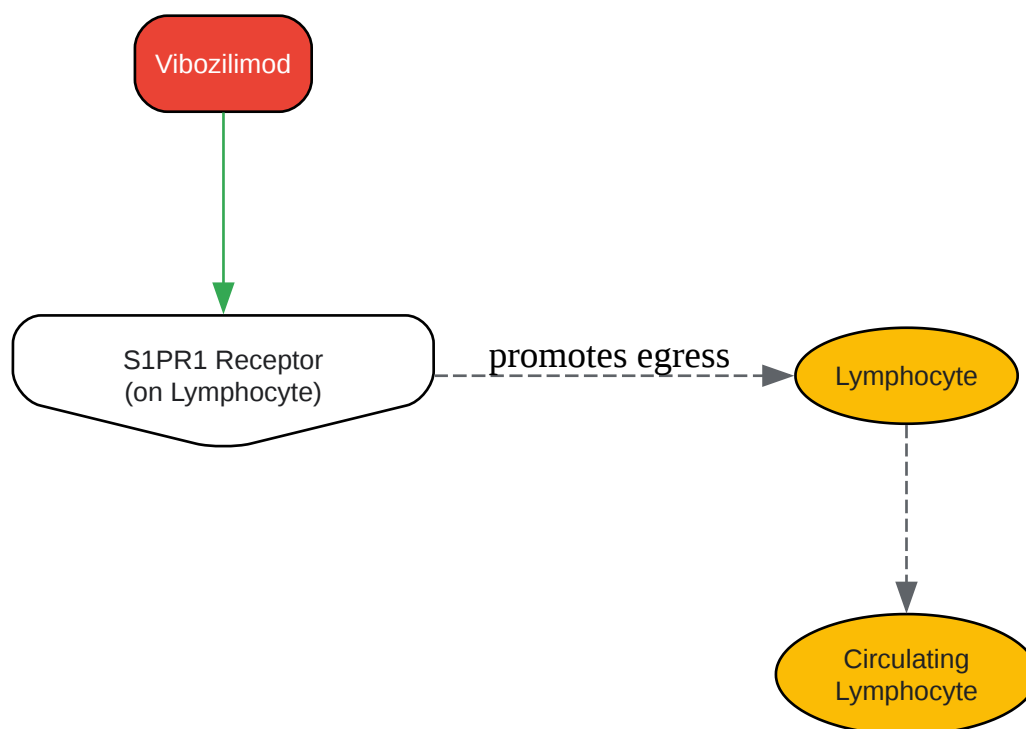 Vibozilimod
S1PR1 Receptor
(on Lymphocyte)
promotes egress
Lymphocyte
Circulating
Lymphocyte